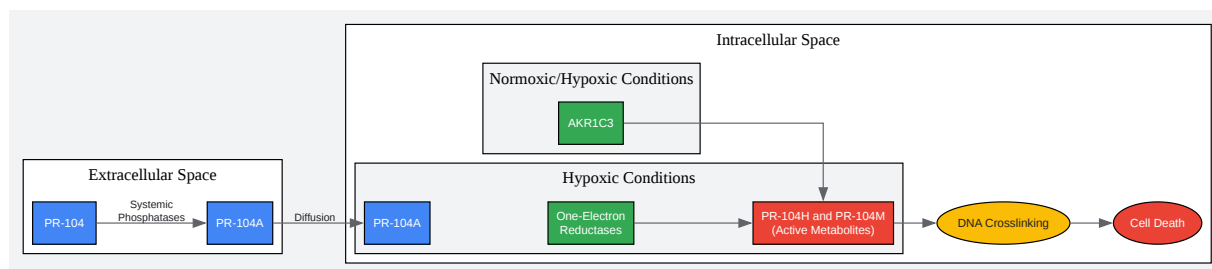 Intracellular Space
Normoxic/Hypoxic Conditions
AKR1C3
Extracellular Space
PR-104
Systemic
Phosphatases
PR-104A
Diffusion
Hypoxic Conditions
PR-104A
One-Electron
Reductases
PR-104H and PR-104M
(Active Metabolites)
DNA Crosslinking
Cell Death